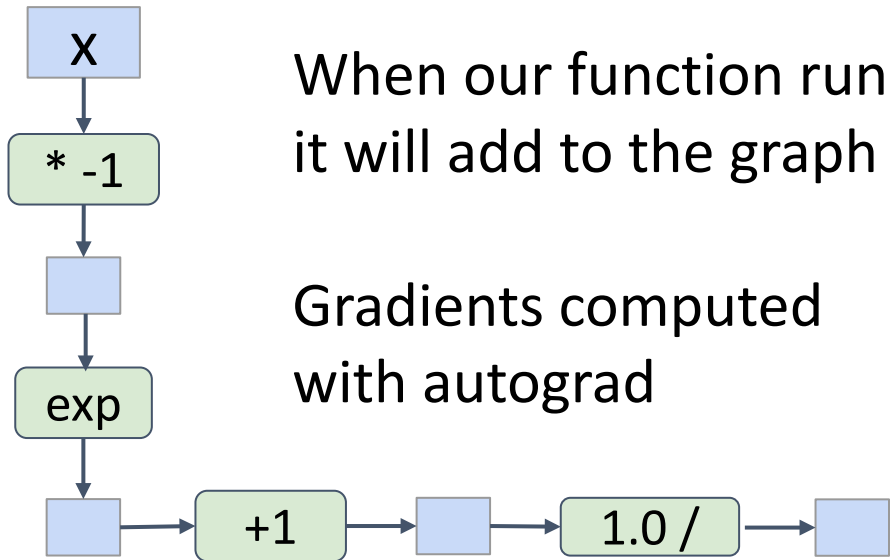 x
* -1
exp
+1
1.0 /
When our function run
it will add to the graph
Gradients computed
with autograd